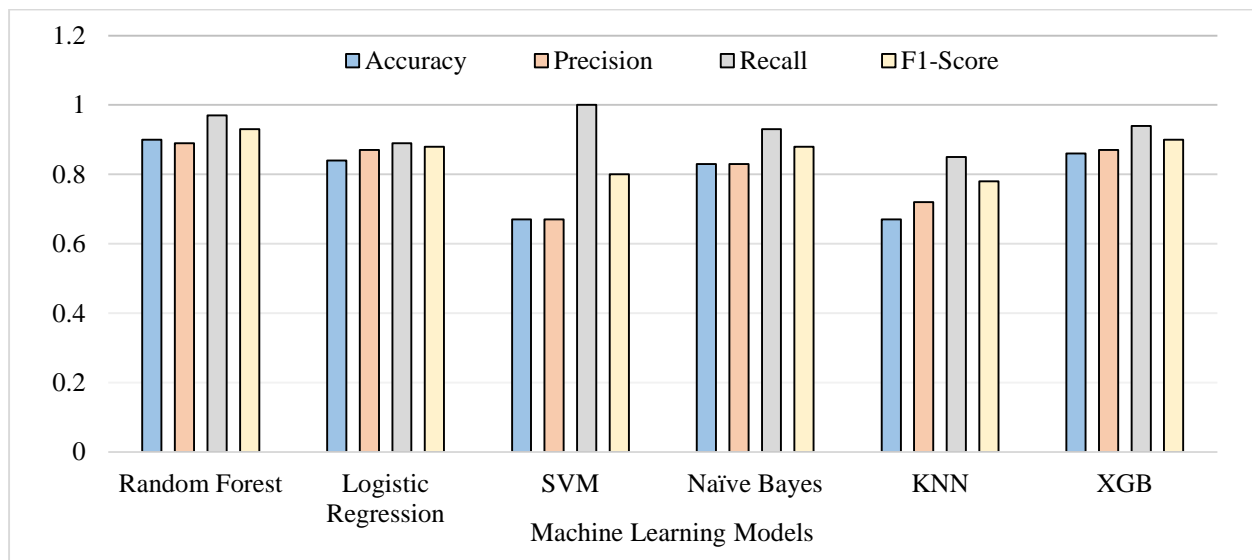 1.2
Accuracy Precision Recall F1-Score
1
0.8
0.6
0.4
0.2
0
Random Forest Logistic SVM Naïve Bayes KNN XGB
Regression
Machine Learning Models